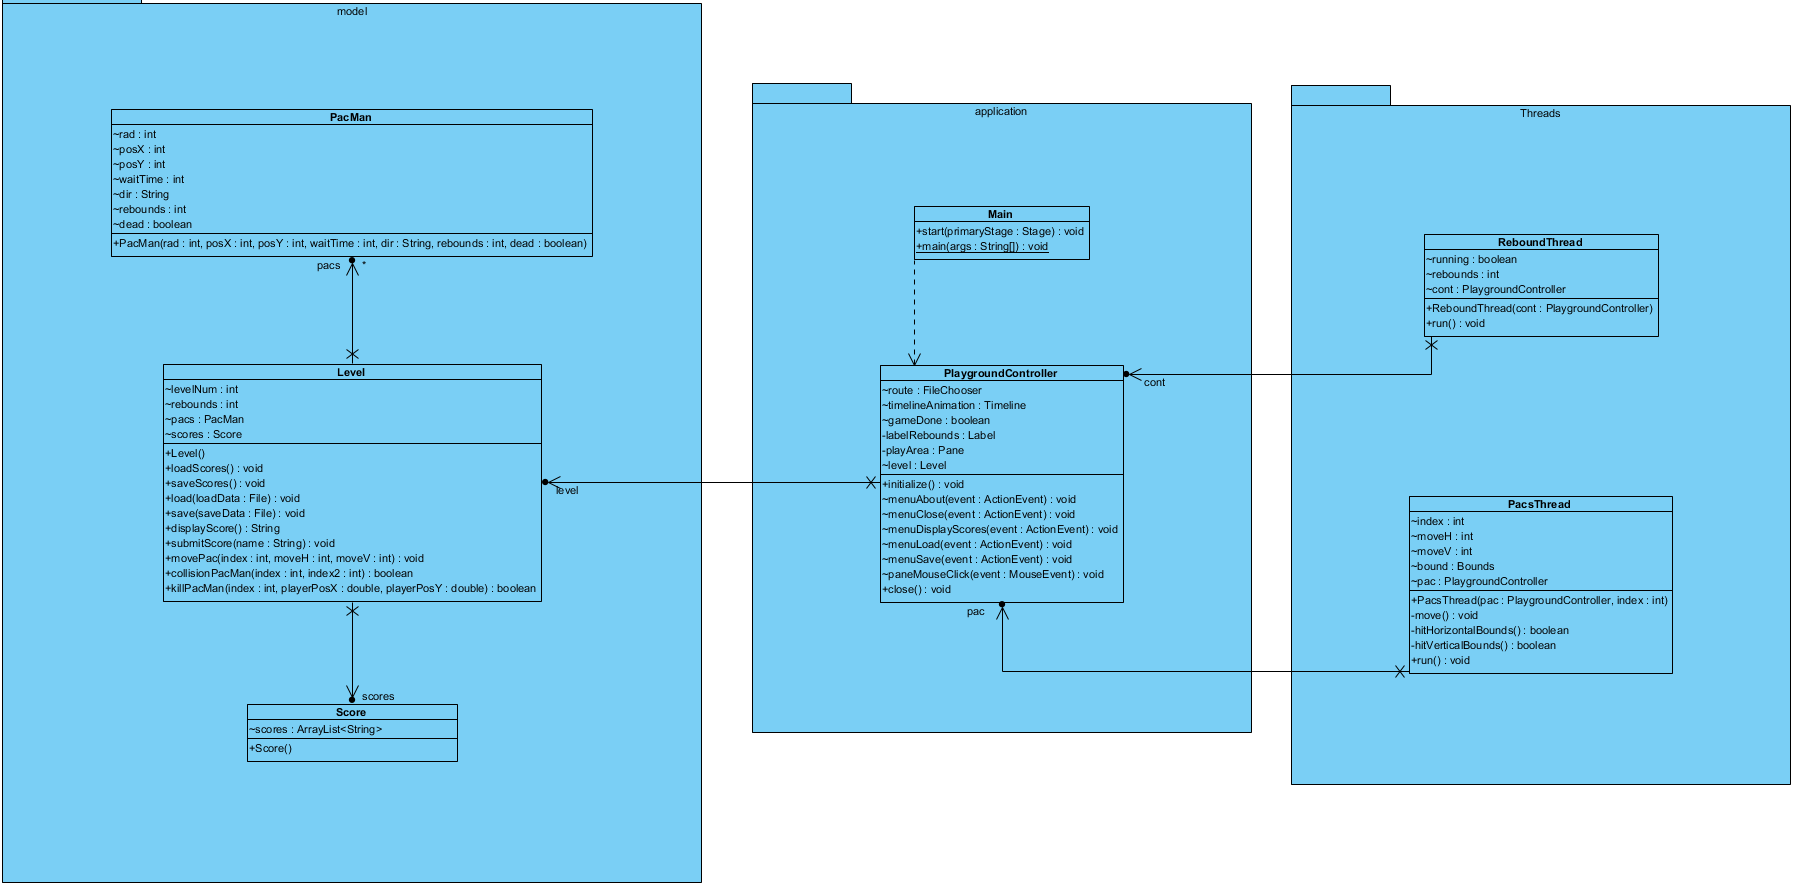 model
PacMan
~rad : int
~posX : int
~posY : int
~waitTime : int
~dir : String
~rebounds : int
~dead : boolean
+PacMan(rad : int, posX : int, posY : int, waitTime : int, dir : String, rebounds : int, dead : boolean)
pacs *
Level
~levelNum : int
~rebounds : int
~pacs : PacMan
~scores : Score
+Level()
+loadScores() : void
+saveScores() : void
+load(loadData : File) : void
+save(saveData : File) : void
+displayScore() : String
+submitScore(name : String) : void
+movePac(index : int, moveH : int, moveV : int) : void
+collisionPacMan(index : int, index2 : int) : boolean
+killPacMan(index : int, playerPosX : double, playerPosY : double) : boolean
level
scores
Score
~scores : ArrayList<String>
+Score()
application
Main
+start(primaryStage : Stage) : void
+main(args : String[]) : void
PlaygroundController
~route : FileChooser
~timelineAnimation : Timeline
~gameDone : boolean
-labelRebounds : Label
-playArea : Pane
~level : Level
+initialize() : void
~menuAbout(event : ActionEvent) : void
~menuClose(event : ActionEvent) : void
~menuDisplayScores(event : ActionEvent) : void
~menuLoad(event : ActionEvent) : void
~menuSave(event : ActionEvent) : void
~paneMouseClick(event : MouseEvent) : void
+close() : void
cont
pac
Threads
ReboundThread
~running : boolean
~rebounds : int
~cont : PlaygroundController
+ReboundThread(cont : PlaygroundController)
+run() : void
PacsThread
~index : int
~moveH : int
~moveV : int
~bound : Bounds
~pac : PlaygroundController
+PacsThread(pac : PlaygroundController, index : int)
-move() : void
-hitHorizontalBounds() : boolean
-hitVerticalBounds() : boolean
+run() : void